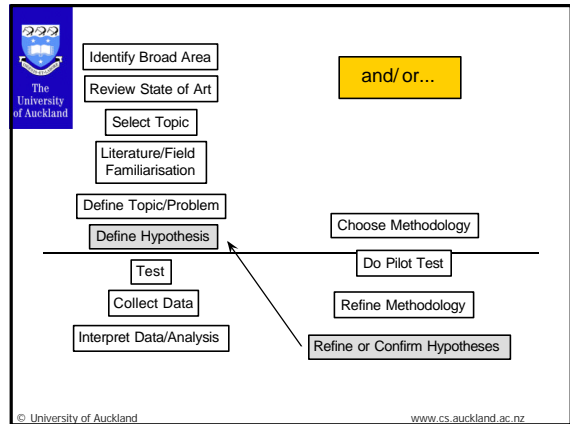 The
University
of Auckland
Identify Broad Area
Review State of Art
Select Topic
Literature/Field
Familiarisation
Define Topic/Problem
Define Hypothesis
Test
Collect Data
Interpret Data/Analysis
and/or...
Choose Methodology
Do Pilot Test
Refine Methodology
Refine or Confirm Hypotheses
© University of Auckland
www.cs.auckland.ac.nz